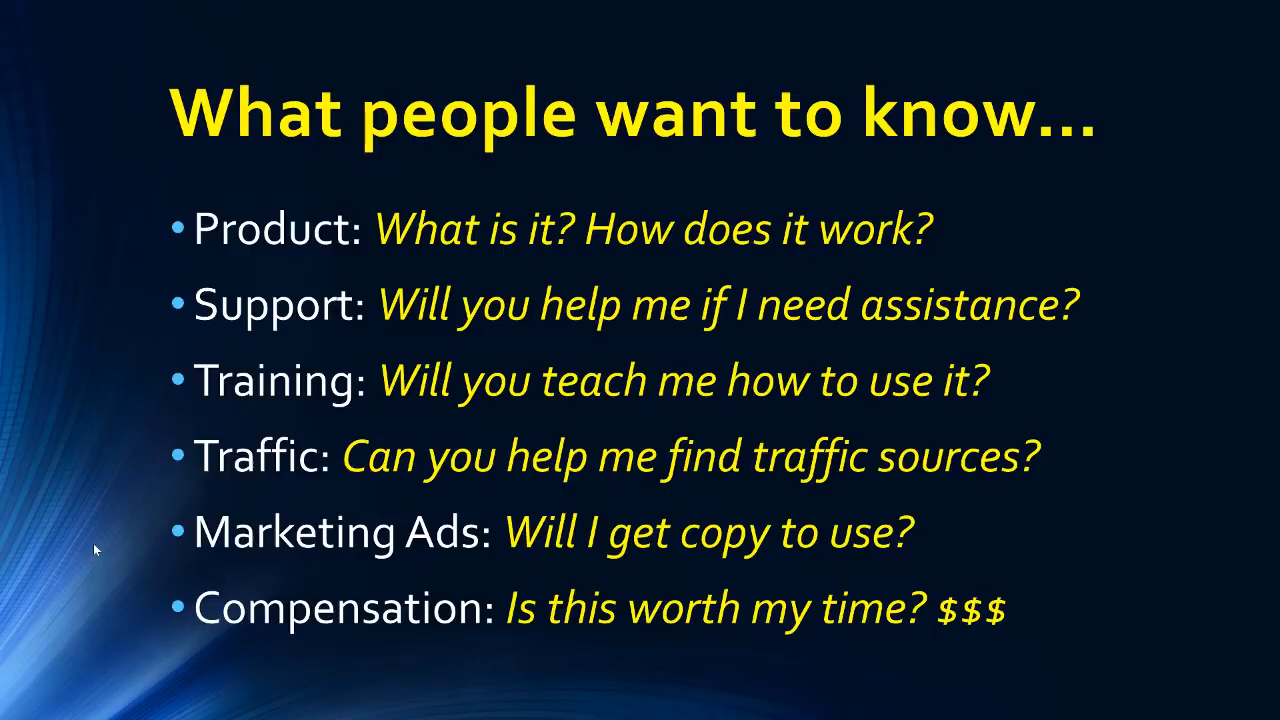 What people want to know...
• Product: What is it? How does it work?
• Support: Will you help me if I need assistance?
• Training: Will you teach me how to use it?
• Traffic: Can you help me find traffic sources?
• Marketing Ads: Will I get copy to use?
• Compensation: Is this worth my time? $$$